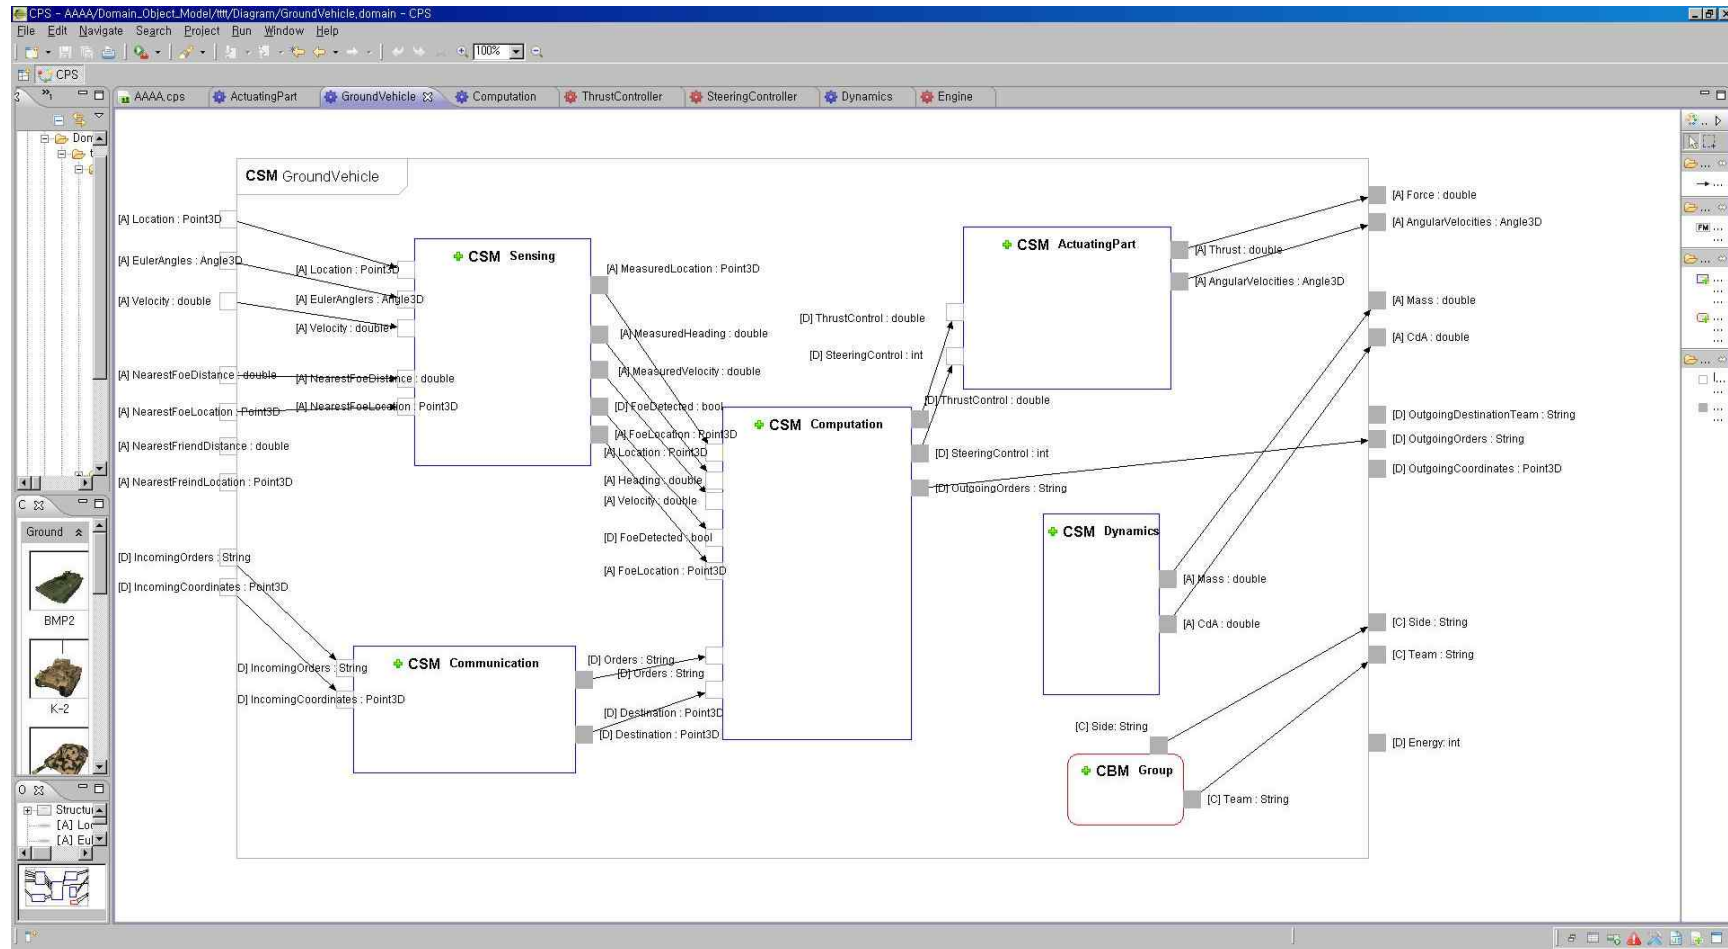 CPS - AAAA/Domain_Object_Model/tttt/Diagram/GroundVehicle.domain - CPS
File Edit Navigate Search Project Run Window Help
100%
CPS
AAAA.cps ActuatingPart GroundVehicle Computation ThrustController SteeringController Dynamics Engine
Don
CSM GroundVehicle
[A] Location : Point3D
[A] EulerAngles : Angle3D
[A] Velocity : double
[A] NearestFoeDistance : double
[A] NearestFoeLocation : Point3D
[A] NearestFriendDistance : double
[A] NearestFreindLocation : Point3D
[D] IncomingOrders : String
[D] IncomingCoordinates : Point3D
CSM Sensing
[A] Location : Point3D
[A] EulerAnglers : Angle3D
[A] Velocity : double
[A] NearestFoeDistance : double
[A] NearestFoeLocation : Point3D
[A] MeasuredLocation : Point3D
[A] MeasuredHeading : double
[A] MeasuredVelocity : double
[D] FoeDetected : bool
[A] FoeLocation : Point3D
CSM Communication
D] IncomingOrders : String
D] IncomingCoordinates : Point3D
[D] Orders : String
[D] Destination : Point3D
CSM Computation
[A] Location : Point3D
[A] Heading : double
[A] Velocity : double
[D] FoeDetected : bool
[A] FoeLocation : Point3D
[D] Orders : String
[D] Destination : Point3D
[D] ThrustControl : double
[D] SteeringControl : int
[D] OutgoingOrders : String
CSM ActuatingPart
[D] ThrustControl : double
[D] SteeringControl : int
[A] Thrust : double
[A] AngularVelocities : Angle3D
CSM Dynamics
[A] Mass : double
[A] CdA : double
CBM Group
[C] Side: String
[C] Team : String
[A] Force : double
[A] AngularVelocities : Angle3D
[A] Mass : double
[A] CdA : double
[D] OutgoingDestinationTeam : String
[D] OutgoingOrders : String
[D] OutgoingCoordinates : Point3D
[C] Side : String
[C] Team : String
[D] Energy: int
C
Ground
BMP2
K-2
O
Structu
[A] Loc
[A] Eul